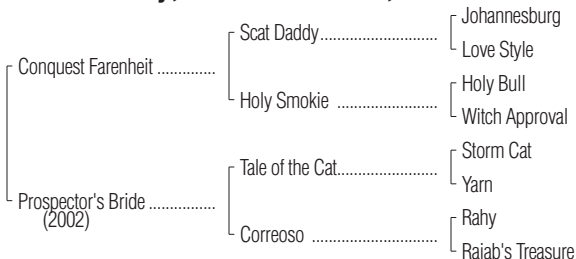 Johannesburg
Scat Daddy
Love Style
Conquest Farenheit
Holy Bull
Holy Smokie
Witch Approval
Storm Cat
Tale of the Cat
Yarn
Prospector's Bride
(2002)
Rahy
Correoso
Rajab's Treasure